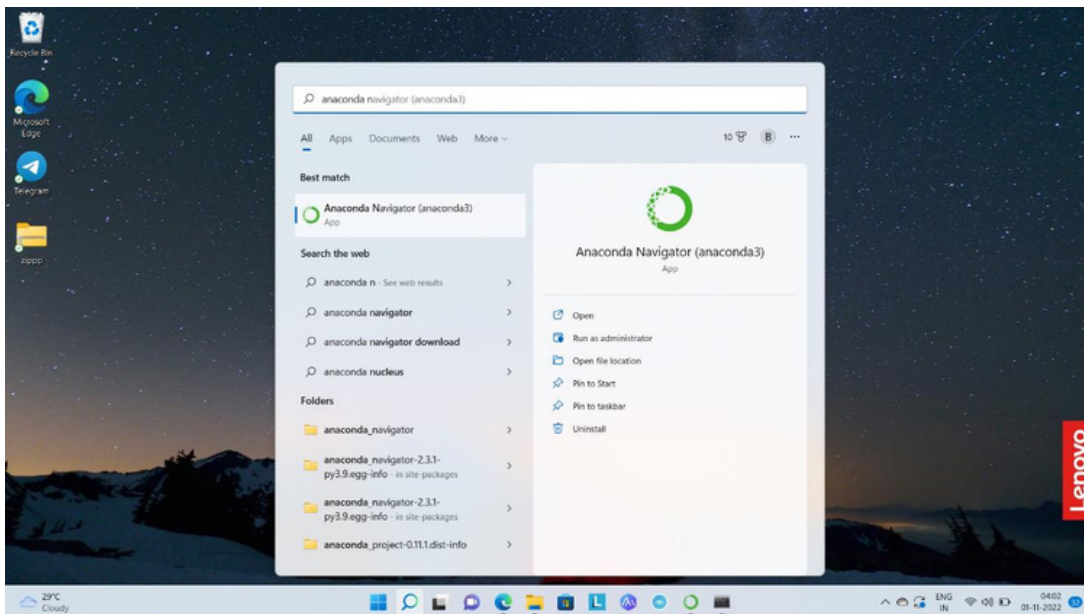 Recycle Bin
Microsoft
Edge
Telegram
zippp
anaconda navigator (anaconda3)
All Apps Documents Web More
10 B ...
Best match
Anaconda Navigator (anaconda3)
App
Search the web
anaconda n - See web results
anaconda navigator
anaconda navigator download
anaconda nucleus
Folders
anaconda_navigator
anaconda_navigator-2.3.1-
py3.9.egg-info - in site-packages
anaconda_navigator-2.3.1-
py3.9.egg-info - in site-packages
anaconda_project-0.11.1.dist-info
Anaconda Navigator (anaconda3)
App
Open
Run as administrator
Open file location
Pin to Start
Pin to taskbar
Uninstall
Lenovo
29°C
Cloudy
L
ENG
IN
04:02
01-11-2022